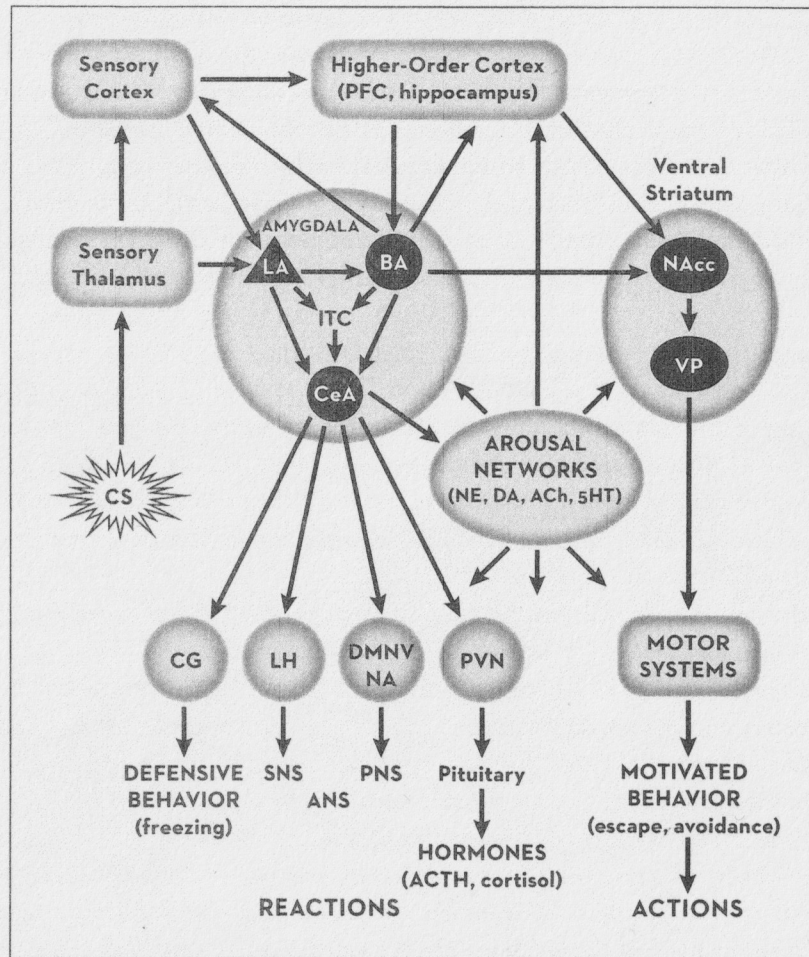 Sensory
Cortex
Higher-Order Cortex
(PFC, hippocampus)
Ventral
Striatum
AMYGDALA
Sensory
Thalamus
LA
BA
NAcc
ITC
VP
CeA
AROUSAL
NETWORKS
(NE, DA, ACh, 5HT)
CS
CG
LH
DMNV
NA
PVN
MOTOR
SYSTEMS
DEFENSIVE
BEHAVIOR
(freezing)
SNS
PNS
ANS
Pituitary
HORMONES
(ACTH, cortisol)
MOTIVATED
BEHAVIOR
(escape, avoidance)
REACTIONS
ACTIONS